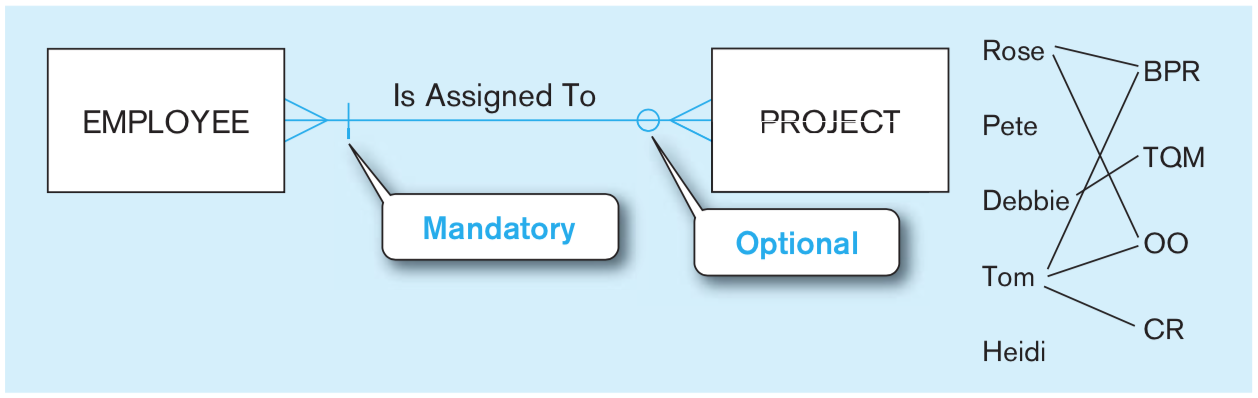 EMPLOYEE
Is Assigned To
PROJECT
Mandatory
Optional
Rose
Pete
Debbie
Tom
Heidi
BPR
TQM
OO
CR